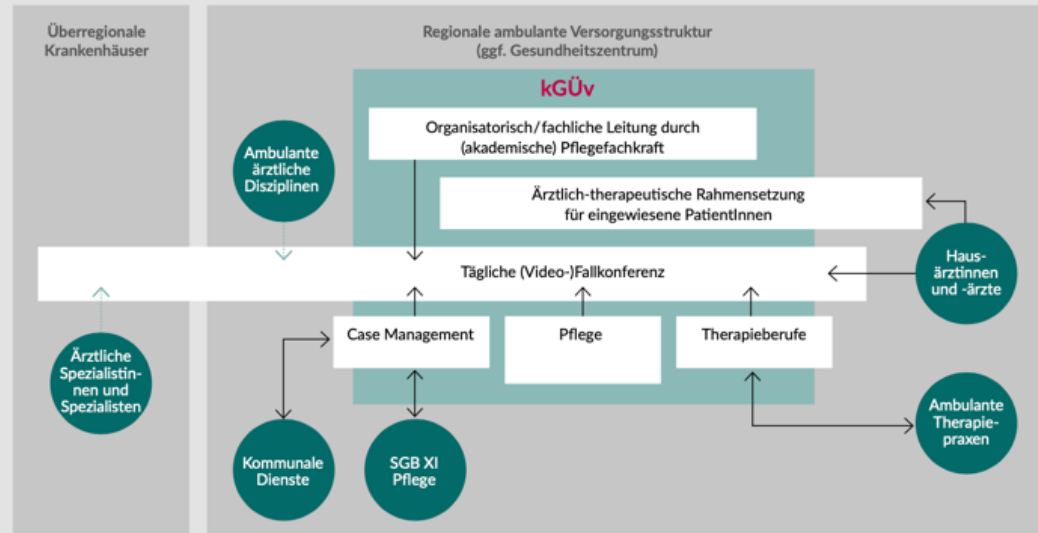 Überregionale
Krankenhäuser
Regionale ambulante Versorgungsstruktur
(ggf. Gesundheitszentrum)
kGÜv
Organisatorisch/fachliche Leitung durch
(akademische) Pflegefachkraft
Ambulante
ärztliche
Disziplinen
Ärztlich-therapeutische Rahmensetzung
für eingewiesene PatientInnen
Haus-
ärztinnen
und -ärzte
Tägliche (Video-)Fallkonferenz
Case Management
Pflege
Therapieberufe
Ärztliche
Spezialistin-
nen und
Spezialisten
Ambulante
Therapie-
praxen
Kommunale
Dienste
SGB XI
Pflege